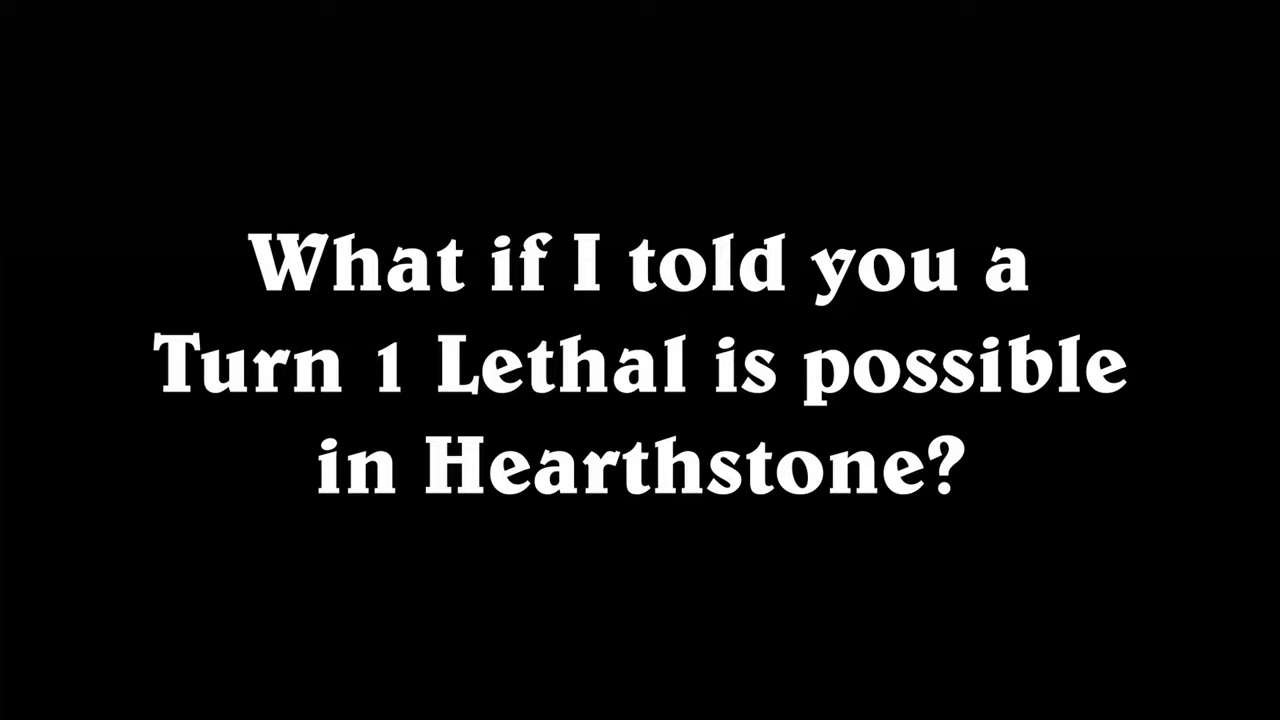 What if I told you a
Turn 1 Lethal is possible
in Hearthstone?